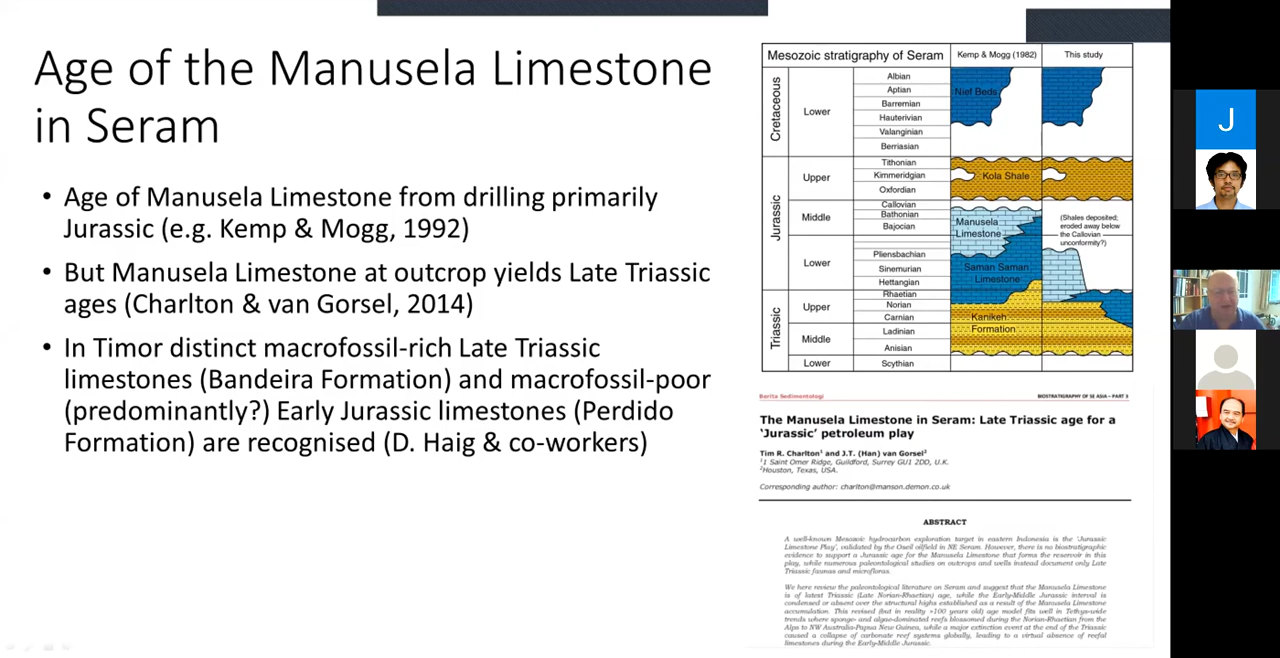 Age of the Manusela Limestone
in Seram
• Age of Manusela Limestone from drilling primarily
Jurassic (e.g. Kemp & Mogg, 1992)
• But Manusela Limestone at outcrop yields Late Triassic
ages (Charlton & van Gorsel, 2014)
• In Timor distinct macrofossil-rich Late Triassic
limestones (Bandeira Formation) and macrofossil-poor
(predominantly?) Early Jurassic limestones (Perdido
Formation) are recognised (D. Haig & co-workers)
Mesozoic stratigraphy of Seram
Kemp & Mogg (1982)
This study
Cretaceous
Lower
Albian
Aptian
Barremian
Hauterivian
Valanginian
Berriasian
Nief Beds
Jurassic
Upper
Tithonian
Kimmeridgian
Oxfordian
Kola Shale
Middle
Callovian
Bathonian
Bajocian
Manusela
Limestone
(Shales deposited;
eroded away below
the Callovian
unconformity?)
Lower
Pliensbachian
Sinemurian
Hettangian
Saman Saman
Limestone
Triassic
Upper
Rhaetian
Norian
Carnian
Kanikeh
Formation
Middle
Ladinian
Anisian
Lower
Scythian
Berita Sedimentologi
BIOSTRATIGRAPHY OF SE ASIA – PART 3
The Manusela Limestone in Seram: Late Triassic age for a
‘Jurassic’ petroleum play
Tim R. Charlton¹ and J.T. (Han) van Gorsel²
¹1 Saint Omer Ridge, Guildford, Surrey GU1 2DD, U.K.
²Houston, Texas, USA.
Corresponding author: charlton@manson.demon.co.uk
ABSTRACT
A well-known Mesozoic hydrocarbon exploration target in eastern Indonesia is the ‘Jurassic
Limestone Play’, validated by the Oseil oilfield in NE Seram. However, there is no biostratigraphic
evidence to support a Jurassic age for the Manusela Limestone that forms the reservoir in this
play, while numerous paleontological studies on outcrops and wells instead document only Late
Triassic faunas and microfloras.
We here review the paleontological literature on Seram and suggest that the Manusela Limestone
is of latest Triassic (Late Norian-Rhaetian) age, while the Early-Middle Jurassic interval is
condensed or absent over the structural highs established as a result of the Manusela Limestone
accumulation. This revised (but in reality +100 years old) age model fits well in Tethys-wide
trends where sponge- and algae-dominated reefs blossomed during the Norian-Rhaetian from the
Alps to NW Australia-Papua New Guinea, while a major extinction event at the end of the Triassic
caused a collapse of carbonate reef systems globally, leading to a virtual absence of reefal
limestones during the Early-Middle Jurassic.
J